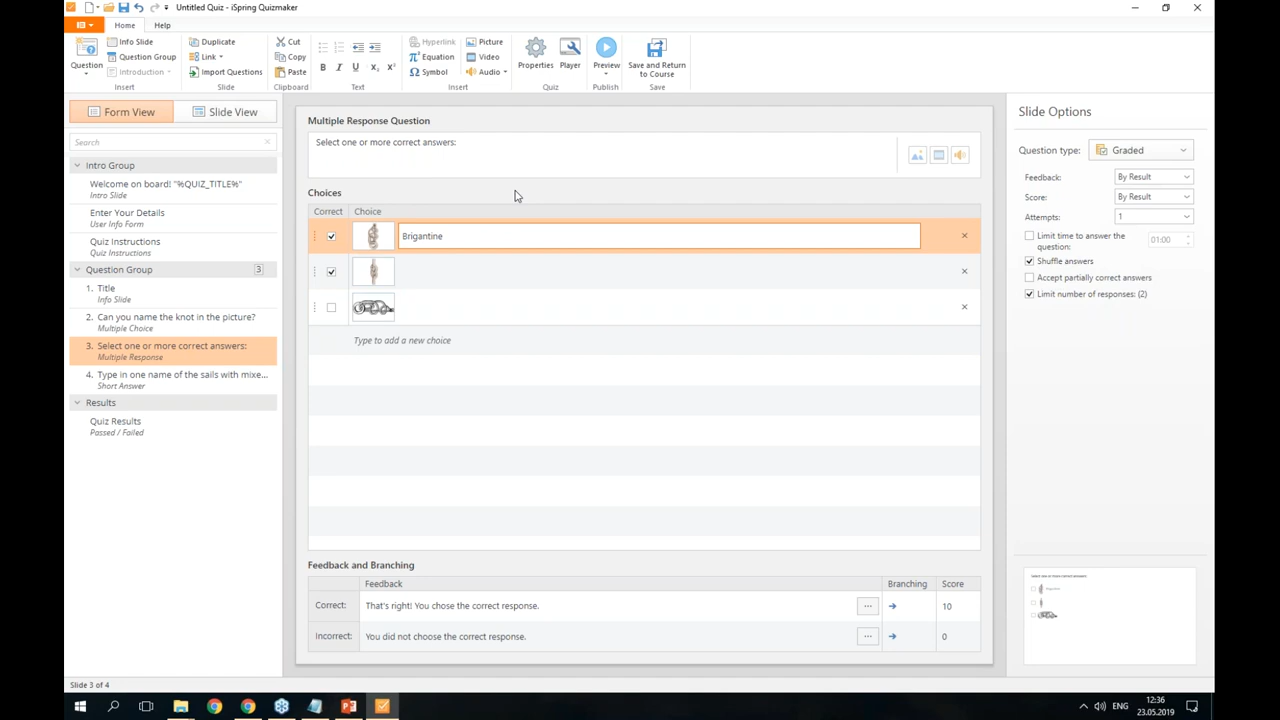 Untitled Quiz - iSpring Quizmaker
Home
Help
Question
Info Slide
Question Group
Introduction
Insert
Duplicate
Link
Import Questions
Slide
Cut
Copy
Paste
Clipboard
B I U X₂ X²
Text
Hyperlink
Equation
Symbol
Picture
Video
Audio
Insert
Properties
Player
Quiz
Preview
Publish
Save and Return
to Course
Save
Form View
Slide View
Search
Intro Group
Welcome on board! "%QUIZ_TITLE%"
Intro Slide
Enter Your Details
User Info Form
Quiz Instructions
Quiz Instructions
Question Group 3
1. Title
Info Slide
2. Can you name the knot in the picture?
Multiple Choice
3. Select one or more correct answers:
Multiple Response
4. Type in one name of the sails with mixe...
Short Answer
Results
Quiz Results
Passed / Failed
Multiple Response Question
Select one or more correct answers:
Choices
Correct Choice
Brigantine
Type to add a new choice
Feedback and Branching
Feedback Branching Score
Correct: That's right! You chose the correct response. ... 10
Incorrect: You did not choose the correct response. ... 0
Slide Options
Question type: Graded
Feedback: By Result
Score: By Result
Attempts: 1
Limit time to answer the
question: 01:00
Shuffle answers
Accept partially correct answers
Limit number of responses: (2)
Select one or more correct answers:
Brigantine
Slide 3 of 4
ENG
12:36
23.05.2019